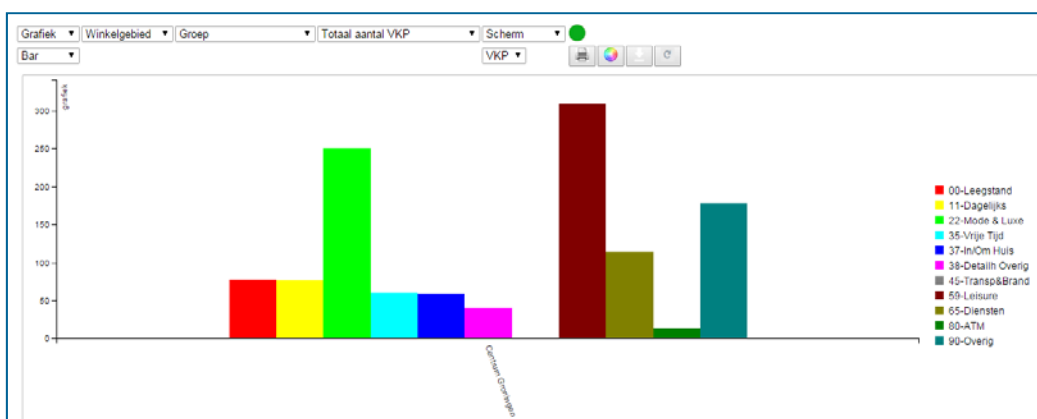 Grafiek Winkelgebied Groep Totaal aantal VKP Scherm
Bar VKP
grafiek
300
250
200
150
100
50
0
Centrum Groningen
00-Leegstand
11-Dagelijks
22-Mode & Luxe
35-Vrije Tijd
37-In/Om Huis
38-Detailh Overig
45-Transp&Brand
59-Leisure
65-Diensten
80-ATM
90-Overig